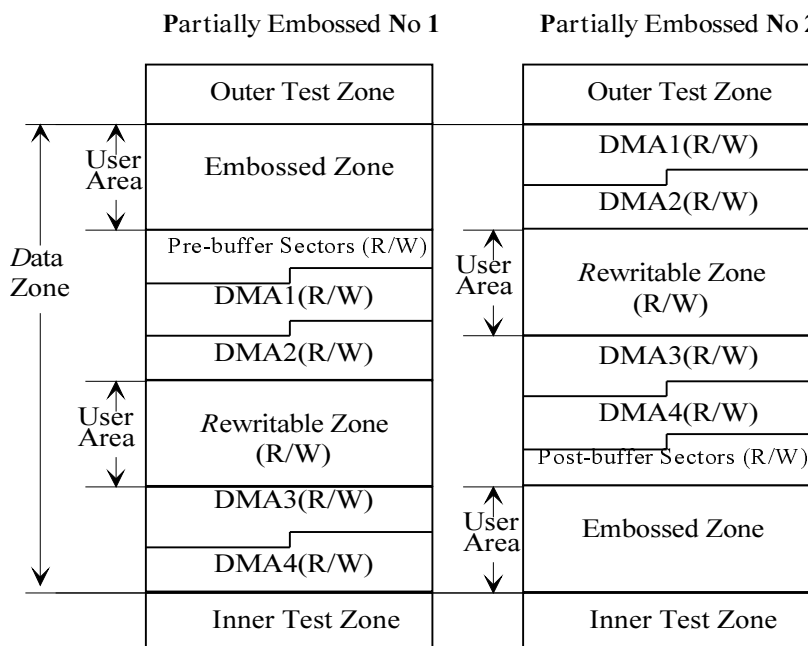 Partially Embossed No 1
Outer Test Zone
User
Area
Embossed Zone
Data
Zone
Pre-buffer Sectors (R/W)
DMA1(R/W)
DMA2(R/W)
User
Area
Rewritable Zone
(R/W)
DMA3(R/W)
DMA4(R/W)
Inner Test Zone
Partially Embossed No 2
Outer Test Zone
DMA1(R/W)
DMA2(R/W)
User
Area
Rewritable Zone
(R/W)
DMA3(R/W)
DMA4(R/W)
Post-buffer Sectors (R/W)
User
Area
Embossed Zone
Inner Test Zone